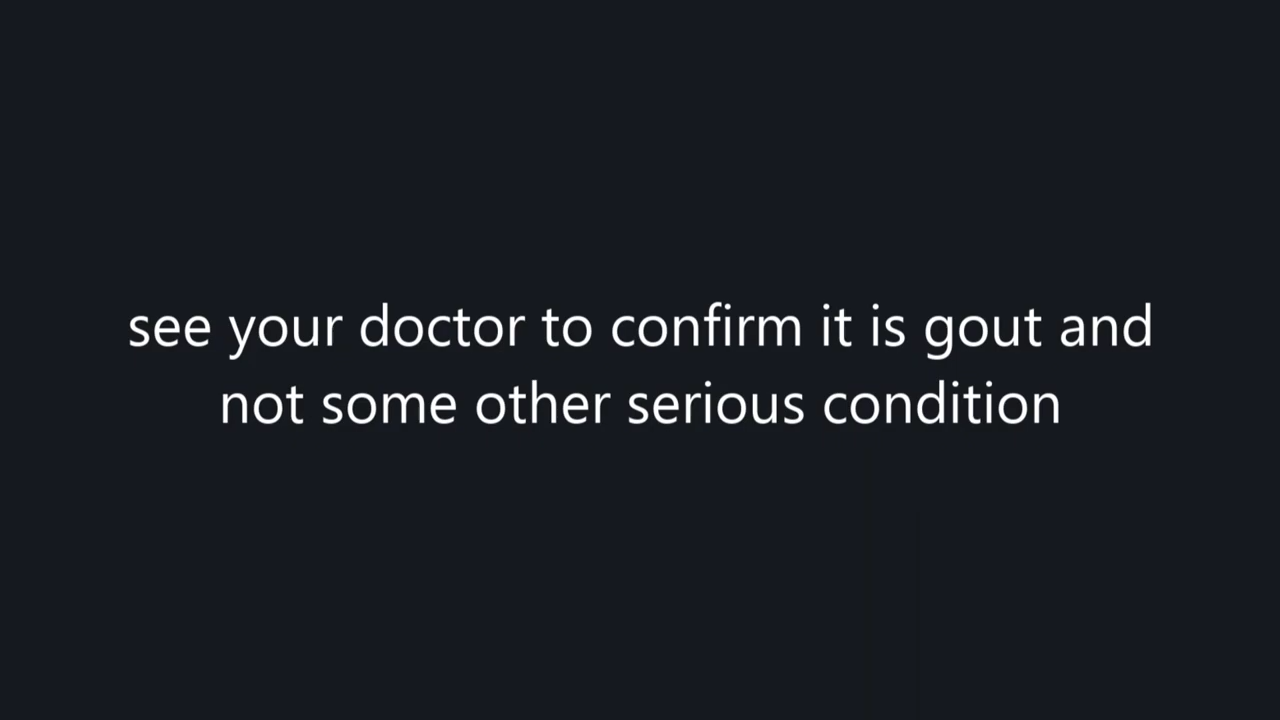 see your doctor to confirm it is gout and
not some other serious condition